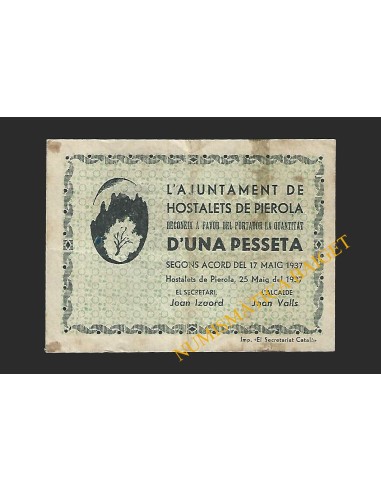 L'AJUNTAMENT DE
HOSTALETS DE PIEROLA
RECONEIX A FAVOR DEL PORTADOR LA QUANTITAT
D'UNA PESSETA
SEGONS ACORD DEL 17 MAIG 1937
Hostalets de Pierola, 25 Maig del 1937
EL SECRETARI, L'ALCALDE
Joan Izaord Joan Valls
Imp. «El Secretariat Català»